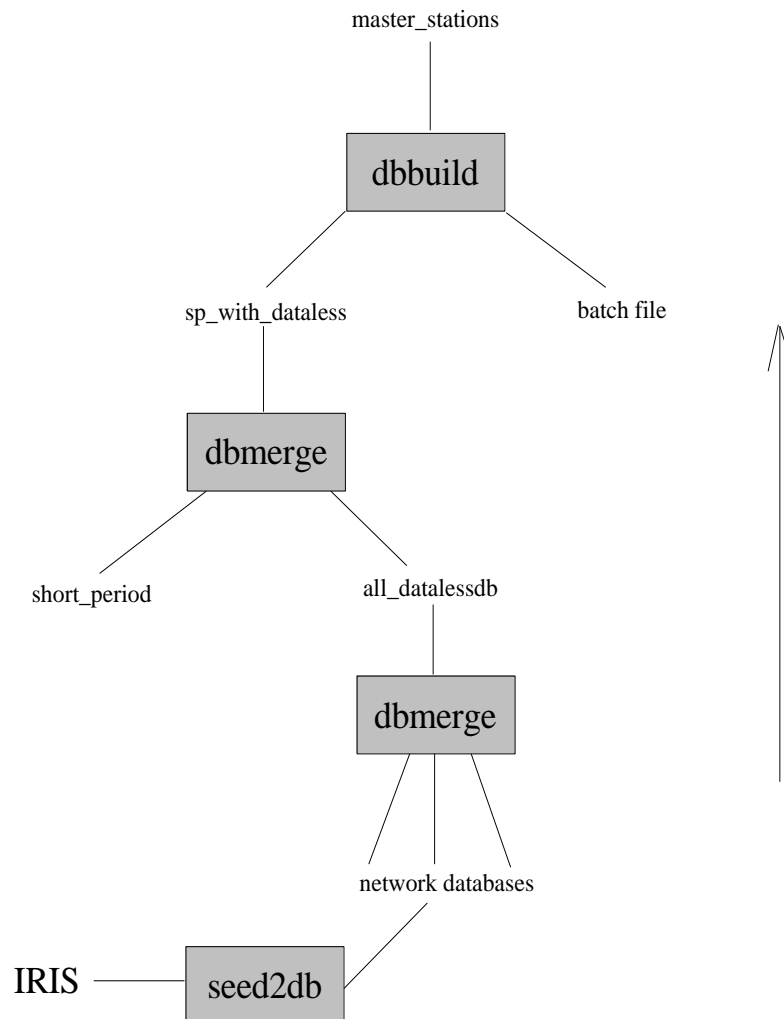 master_stations
dbbuild
sp_with_dataless
batch file
dbmerge
short_period
all_datalessdb
dbmerge
network databases
IRIS
seed2db